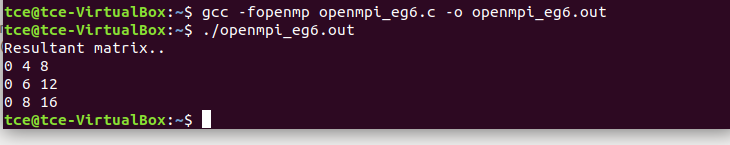 tce@tce-VirtualBox:~$ gcc -fopenmp openmpi_eg6.c -o openmpi_eg6.out
tce@tce-VirtualBox:~$ ./openmpi_eg6.out
Resultant matrix..
0 4 8
0 6 12
0 8 16
tce@tce-VirtualBox:~$